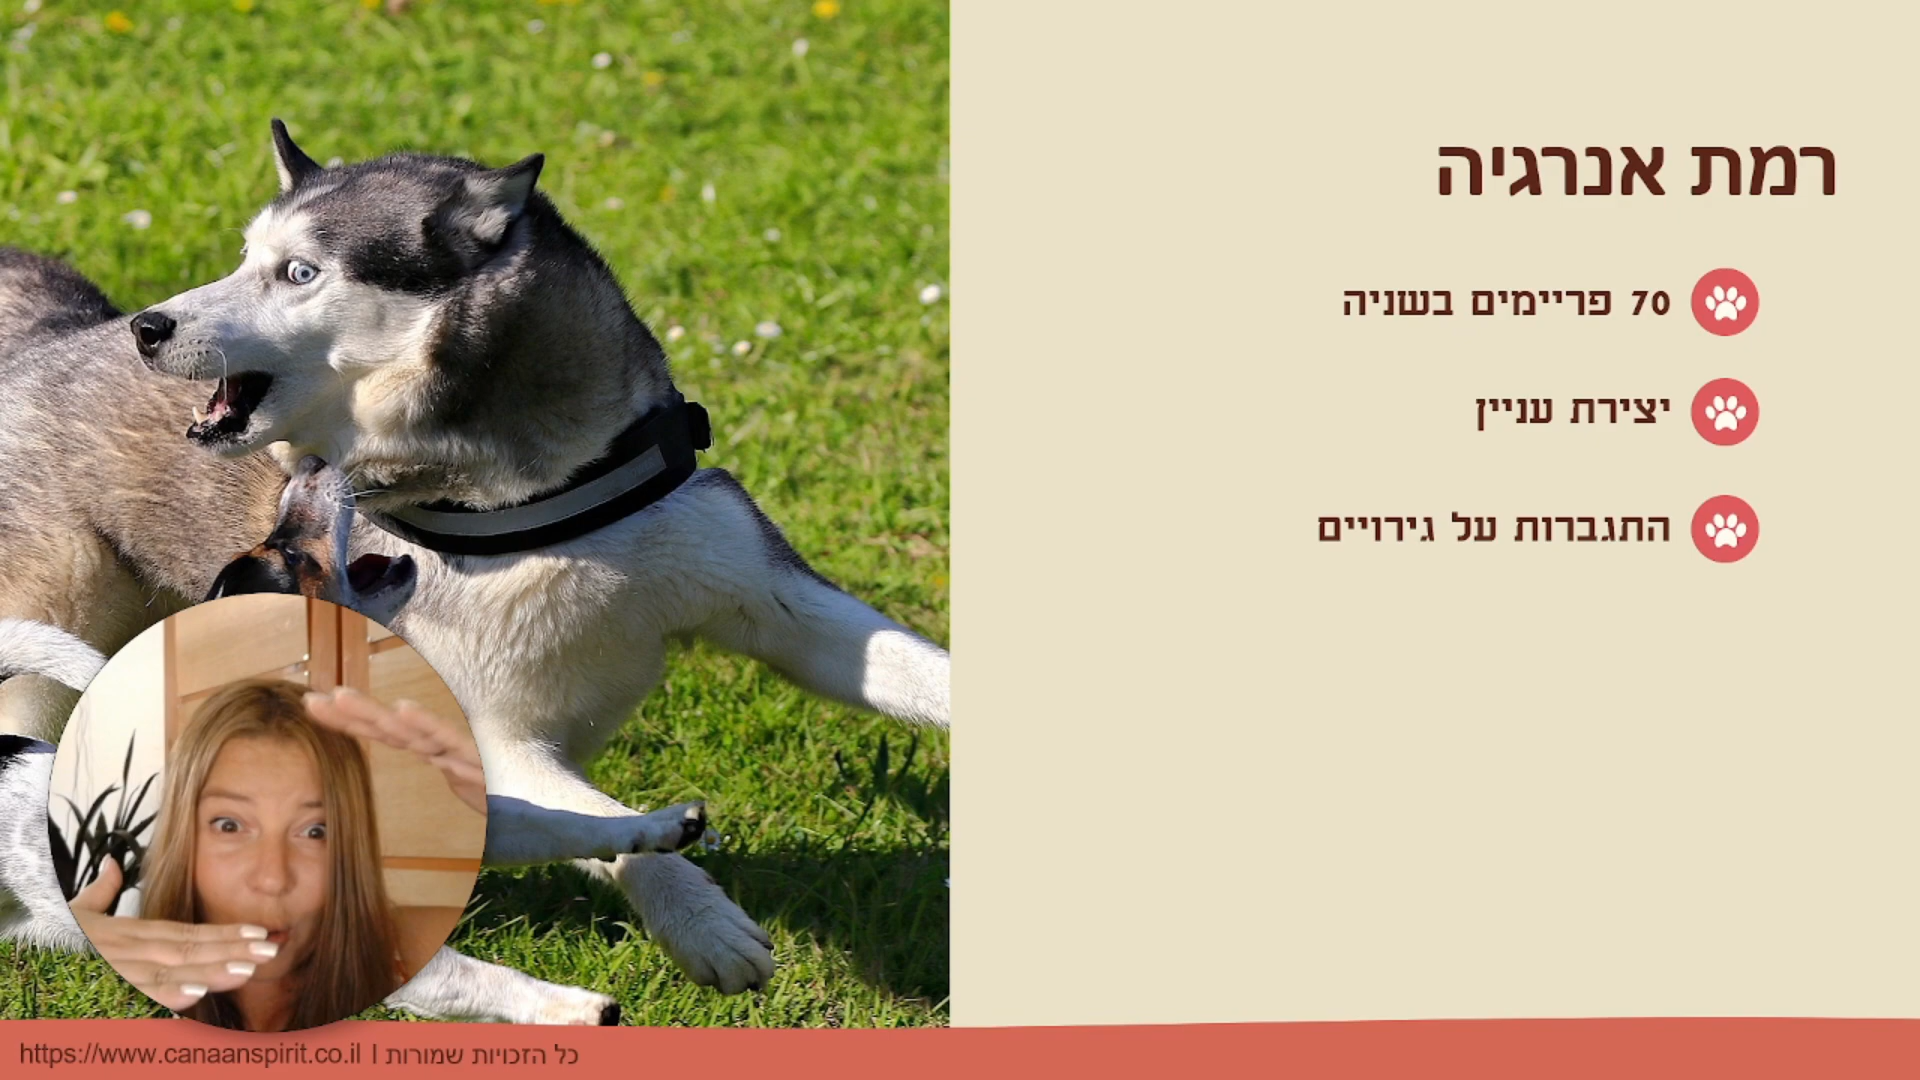 רמת אנרגיה
70 פריימים בשניה
יצירת עניין
התגברות על גירויים
https://www.canaanspirit.co.il | כל הזכויות שמורות